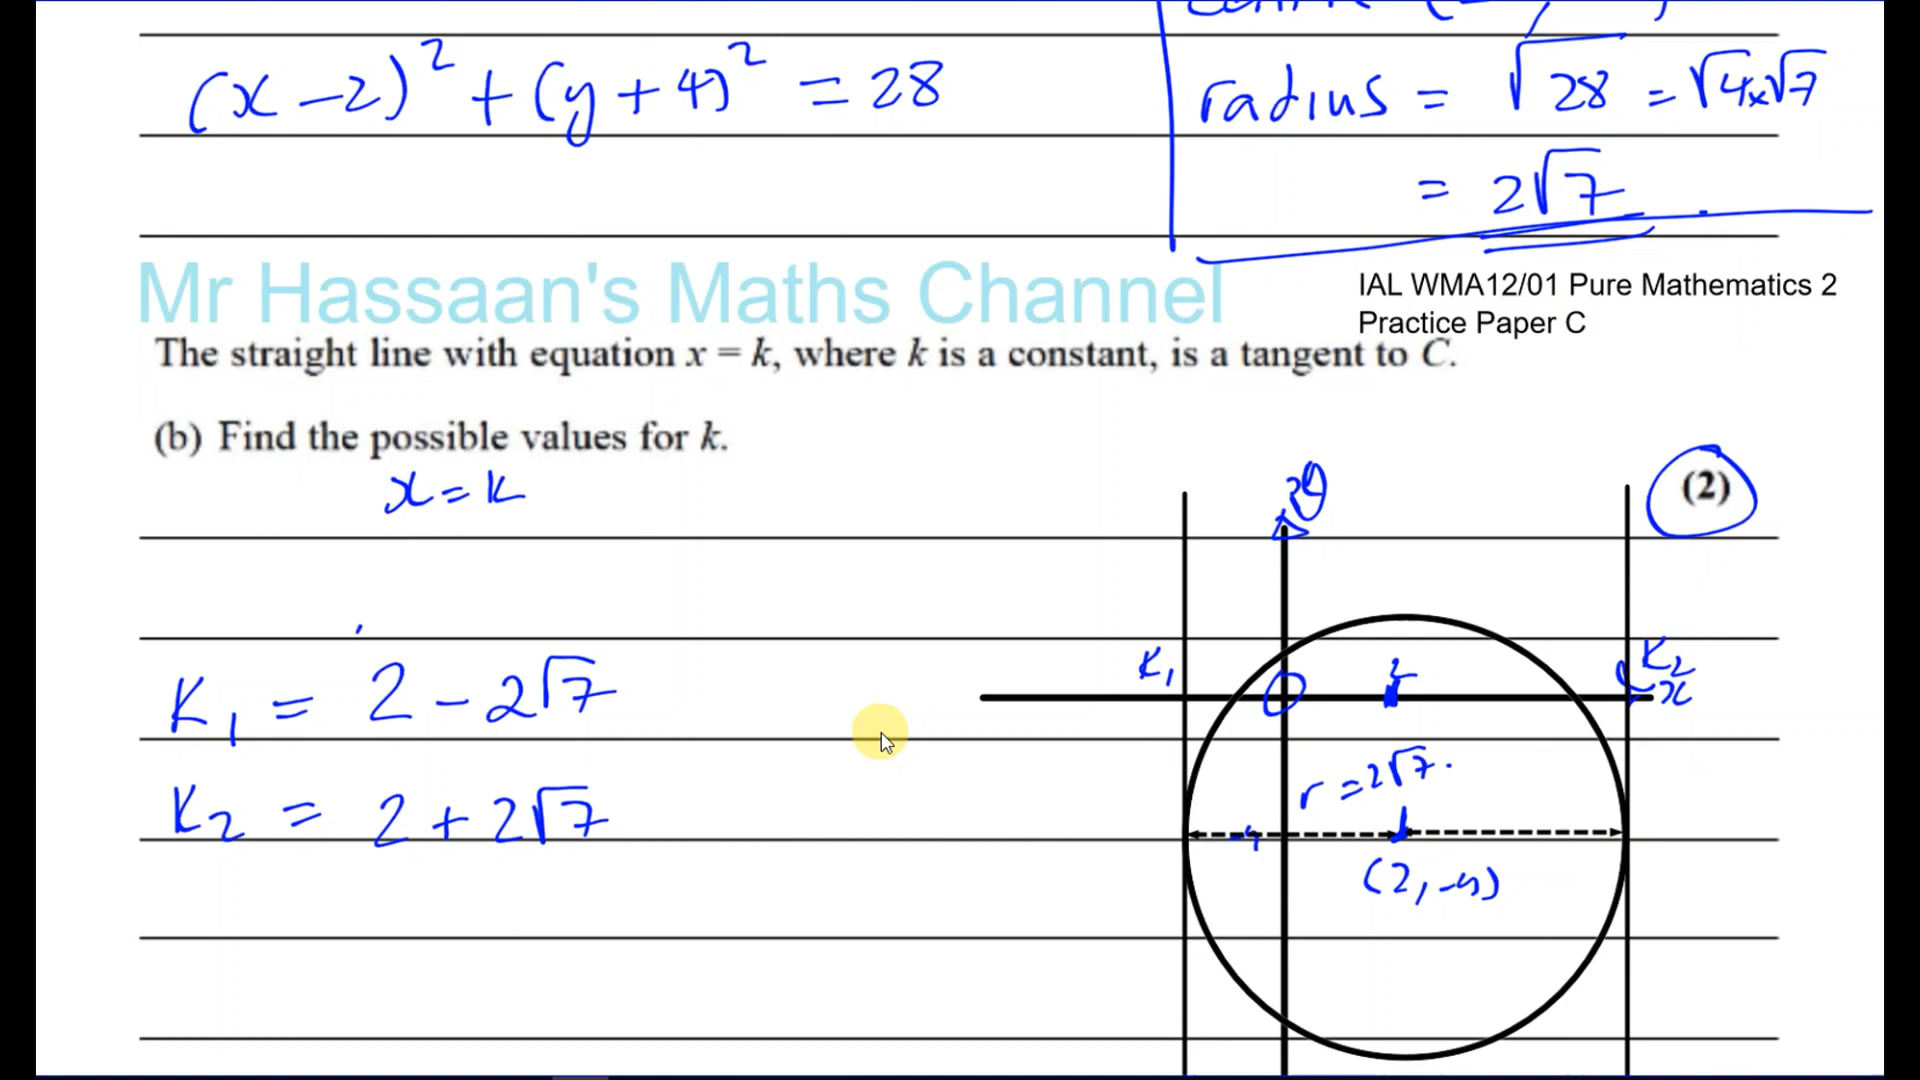 (x-2)² + (y+4)² = 28
radius = √28 = √4×√7
= 2√7
Mr Hassaan's Maths Channel
IAL WMA12/01 Pure Mathematics 2
Practice Paper C
The straight line with equation x = k, where k is a constant, is a tangent to C.
(b) Find the possible values for k.
(2)
x = k
K₁ = 2 - 2√7
K₂ = 2 + 2√7
y
K₁
O
2
K₂
x
r = 2√7.
-4
(2, -4)